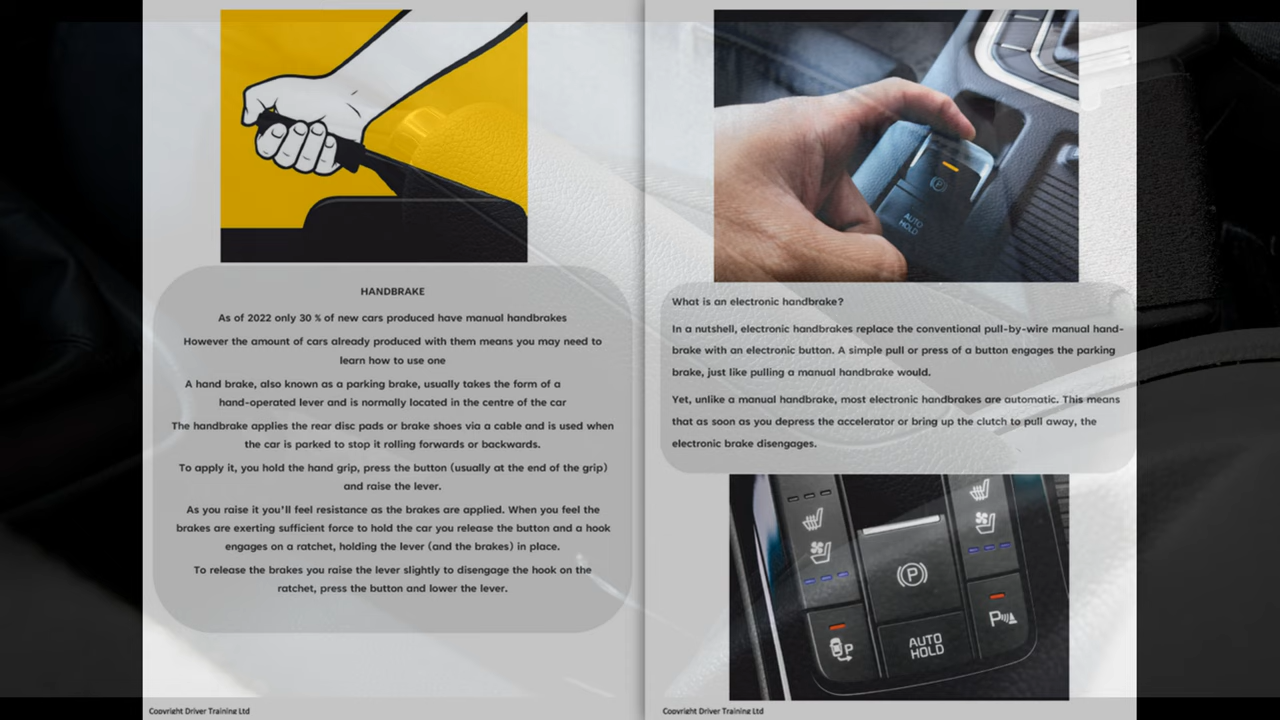 HANDBRAKE
As of 2022 only 30 % of new cars produced have manual handbrakes
However the amount of cars already produced with them means you may need to
learn how to use one
A hand brake, also known as a parking brake, usually takes the form of a
hand-operated lever and is normally located in the centre of the car
The handbrake applies the rear disc pads or brake shoes via a cable and is used when
the car is parked to stop it rolling forwards or backwards.
To apply it, you hold the hand grip, press the button (usually at the end of the grip)
and raise the lever.
As you raise it you'll feel resistance as the brakes are applied. When you feel the
brakes are exerting sufficient force to hold the car you release the button and a hook
engages on a ratchet, holding the lever (and the brakes) in place.
To release the brakes you raise the lever slightly to disengage the hook on the
ratchet, press the button and lower the lever.
Copyright Driver Training Ltd
P
AUTO
HOLD
What is an electronic handbrake?
In a nutshell, electronic handbrakes replace the conventional pull-by-wire manual hand-
brake with an electronic button. A simple pull or press of a button engages the parking
brake, just like pulling a manual handbrake would.
Yet, unlike a manual handbrake, most electronic handbrakes are automatic. This means
that as soon as you depress the accelerator or bring up the clutch to pull away, the
electronic brake disengages.
P
P
P
AUTO
HOLD
Copyright Driver Training Ltd